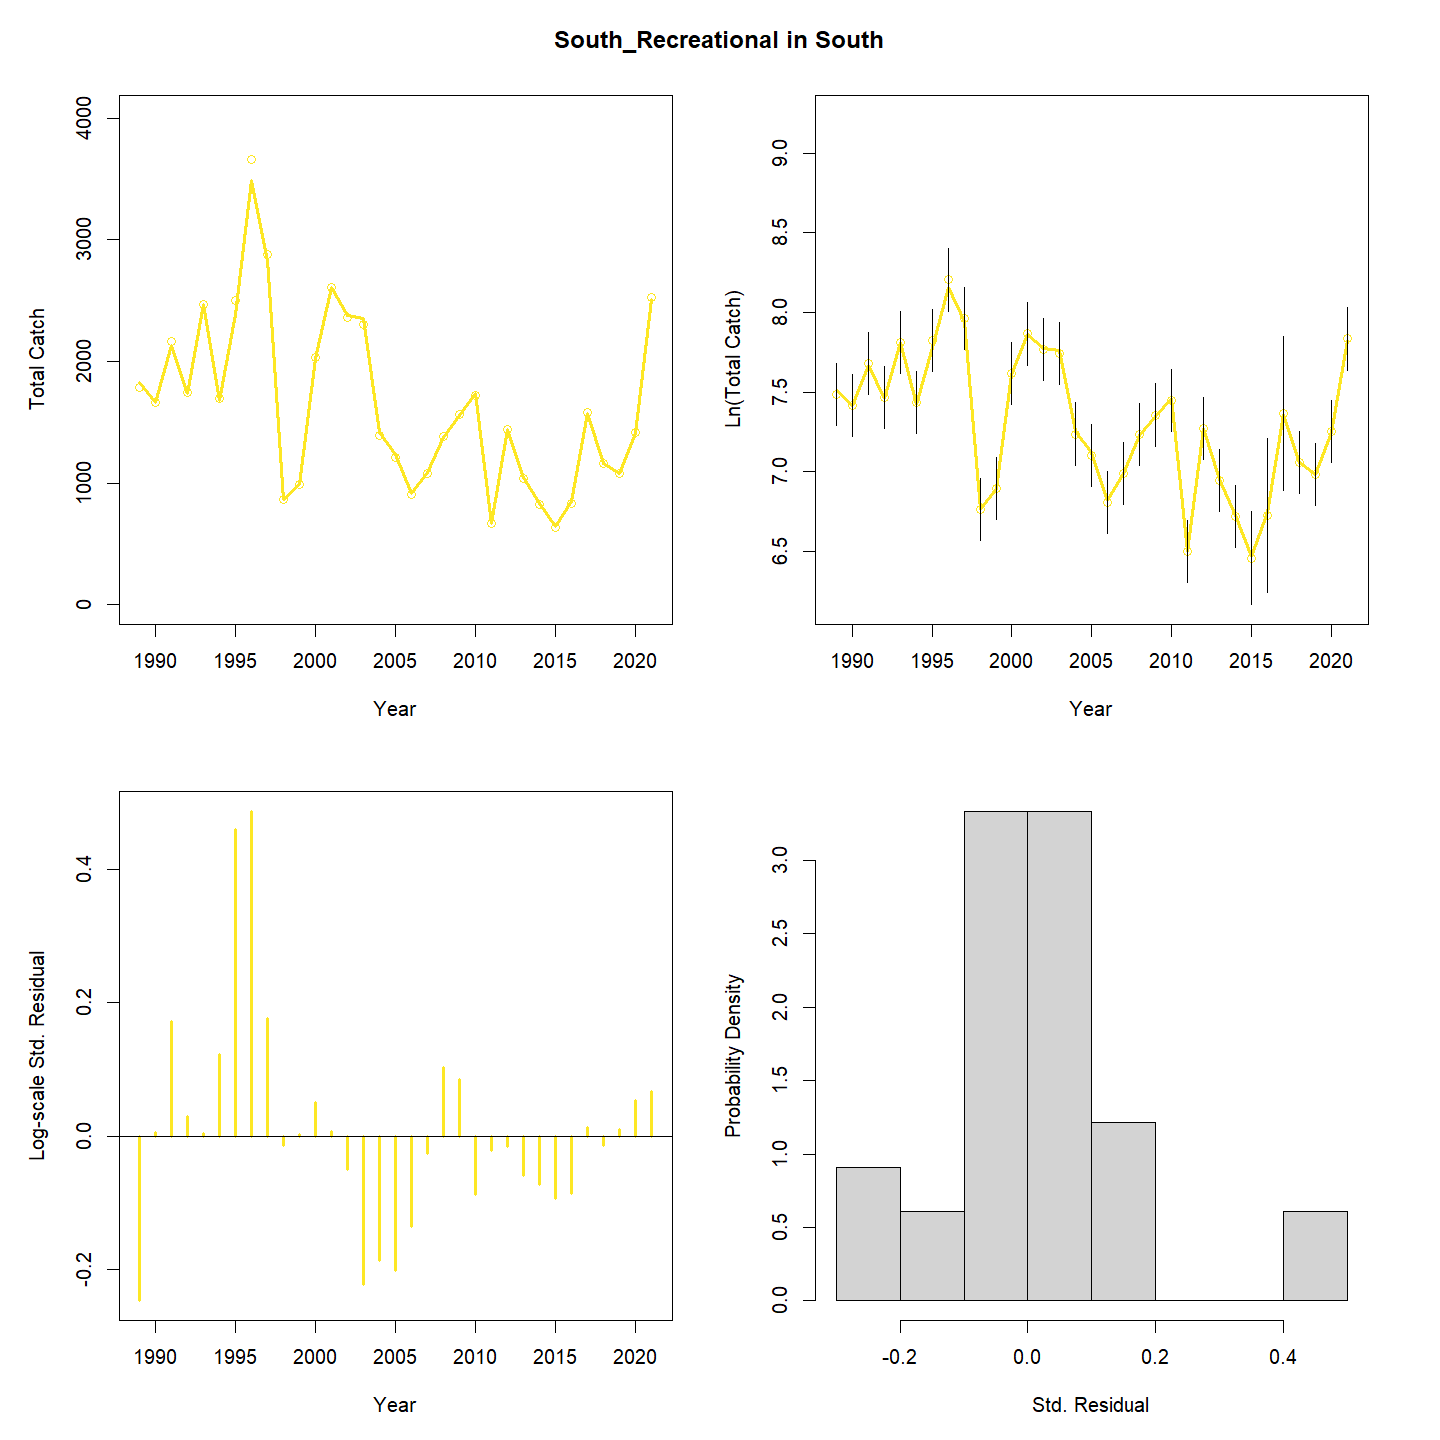 South_Recreational in South
Total Catch
4000
3000
2000
1000
0
1990 1995 2000 2005 2010 2015 2020
Year
Ln(Total Catch)
9.0
8.5
8.0
7.5
7.0
6.5
1990 1995 2000 2005 2010 2015 2020
Year
Log-scale Std. Residual
0.4
0.2
0.0
-0.2
1990 1995 2000 2005 2010 2015 2020
Year
Probability Density
3.0
2.5
2.0
1.5
1.0
0.5
0.0
-0.2 0.0 0.2 0.4
Std. Residual